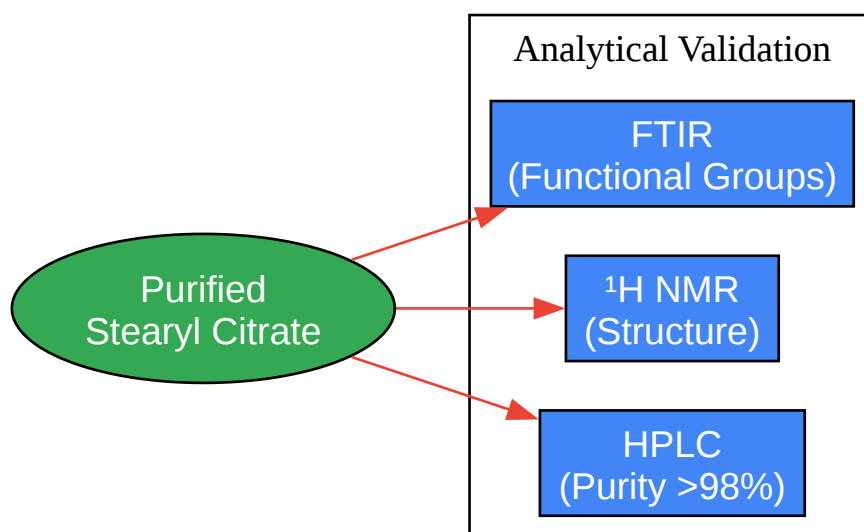 Analytical Validation
FTIR
(Functional Groups)
Purified
Stearyl Citrate
¹H NMR
(Structure)
HPLC
(Purity >98%)